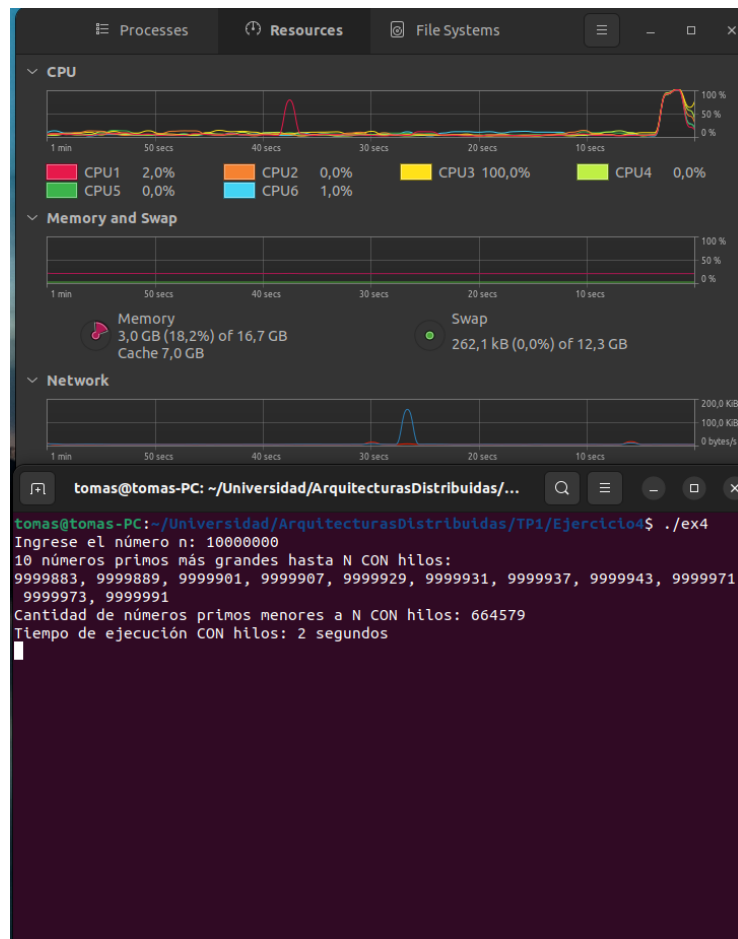 Processes Resources File Systems
CPU
100 %
50 %
0 %
1 min 50 secs 40 secs 30 secs 20 secs 10 secs
CPU1 2,0% CPU2 0,0% CPU3 100,0% CPU4 0,0%
CPU5 0,0% CPU6 1,0%
Memory and Swap
100 %
50 %
0 %
1 min 50 secs 40 secs 30 secs 20 secs 10 secs
Memory
3,0 GB (18,2%) of 16,7 GB
Cache 7,0 GB
Swap
262,1 kB (0,0%) of 12,3 GB
Network
200,0 KiB
100,0 KiB
0 bytes/s
1 min 50 secs 40 secs 30 secs 20 secs 10 secs
tomas@tomas-PC: ~/Universidad/ArquitecturasDistribuidas/...
tomas@tomas-PC:~/Universidad/ArquitecturasDistribuidas/TP1/Ejercicio4$ ./ex4
Ingrese el número n: 10000000
10 números primos más grandes hasta N CON hilos:
9999883, 9999889, 9999901, 9999907, 9999929, 9999931, 9999937, 9999943, 9999971
9999973, 9999991
Cantidad de números primos menores a N CON hilos: 664579
Tiempo de ejecución CON hilos: 2 segundos